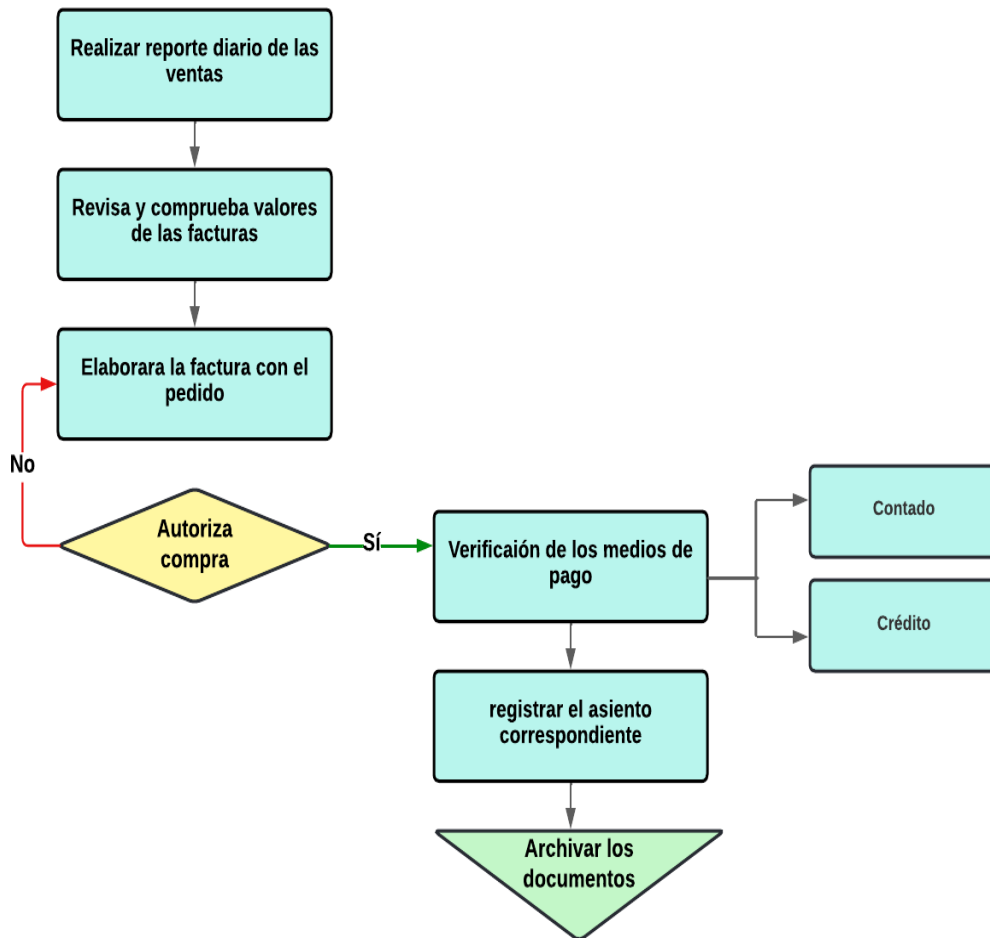 Realizar reporte diario de las
ventas
Revisa y comprueba valores
de las facturas
Elaborara la factura con el
pedido
No
Autoriza
compra
Sí
Verificaión de los medios de
pago
Contado
Crédito
registrar el asiento
correspondiente
Archivar los
documentos